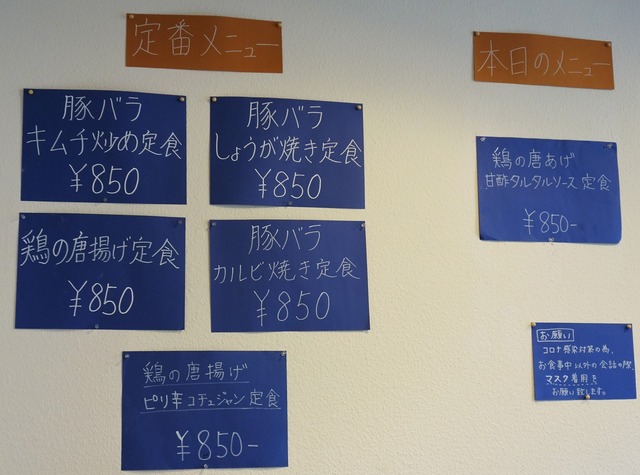 定番メニュー
豚バラ
キムチ炒め定食
¥850
豚バラ
しょうが焼き定食
¥850
鶏の唐揚げ定食
¥850
豚バラ
カルビ焼き定食
¥850
鶏の唐揚げ
ピリ辛コチュジャン定食
¥850-
本日のメニュー
鶏の唐あげ
甘酢タルタルソース定食
¥850-
お願い
コロナ感染対策の為、
お食事中以外の会話の際、
マスク着用を
お願い致します。